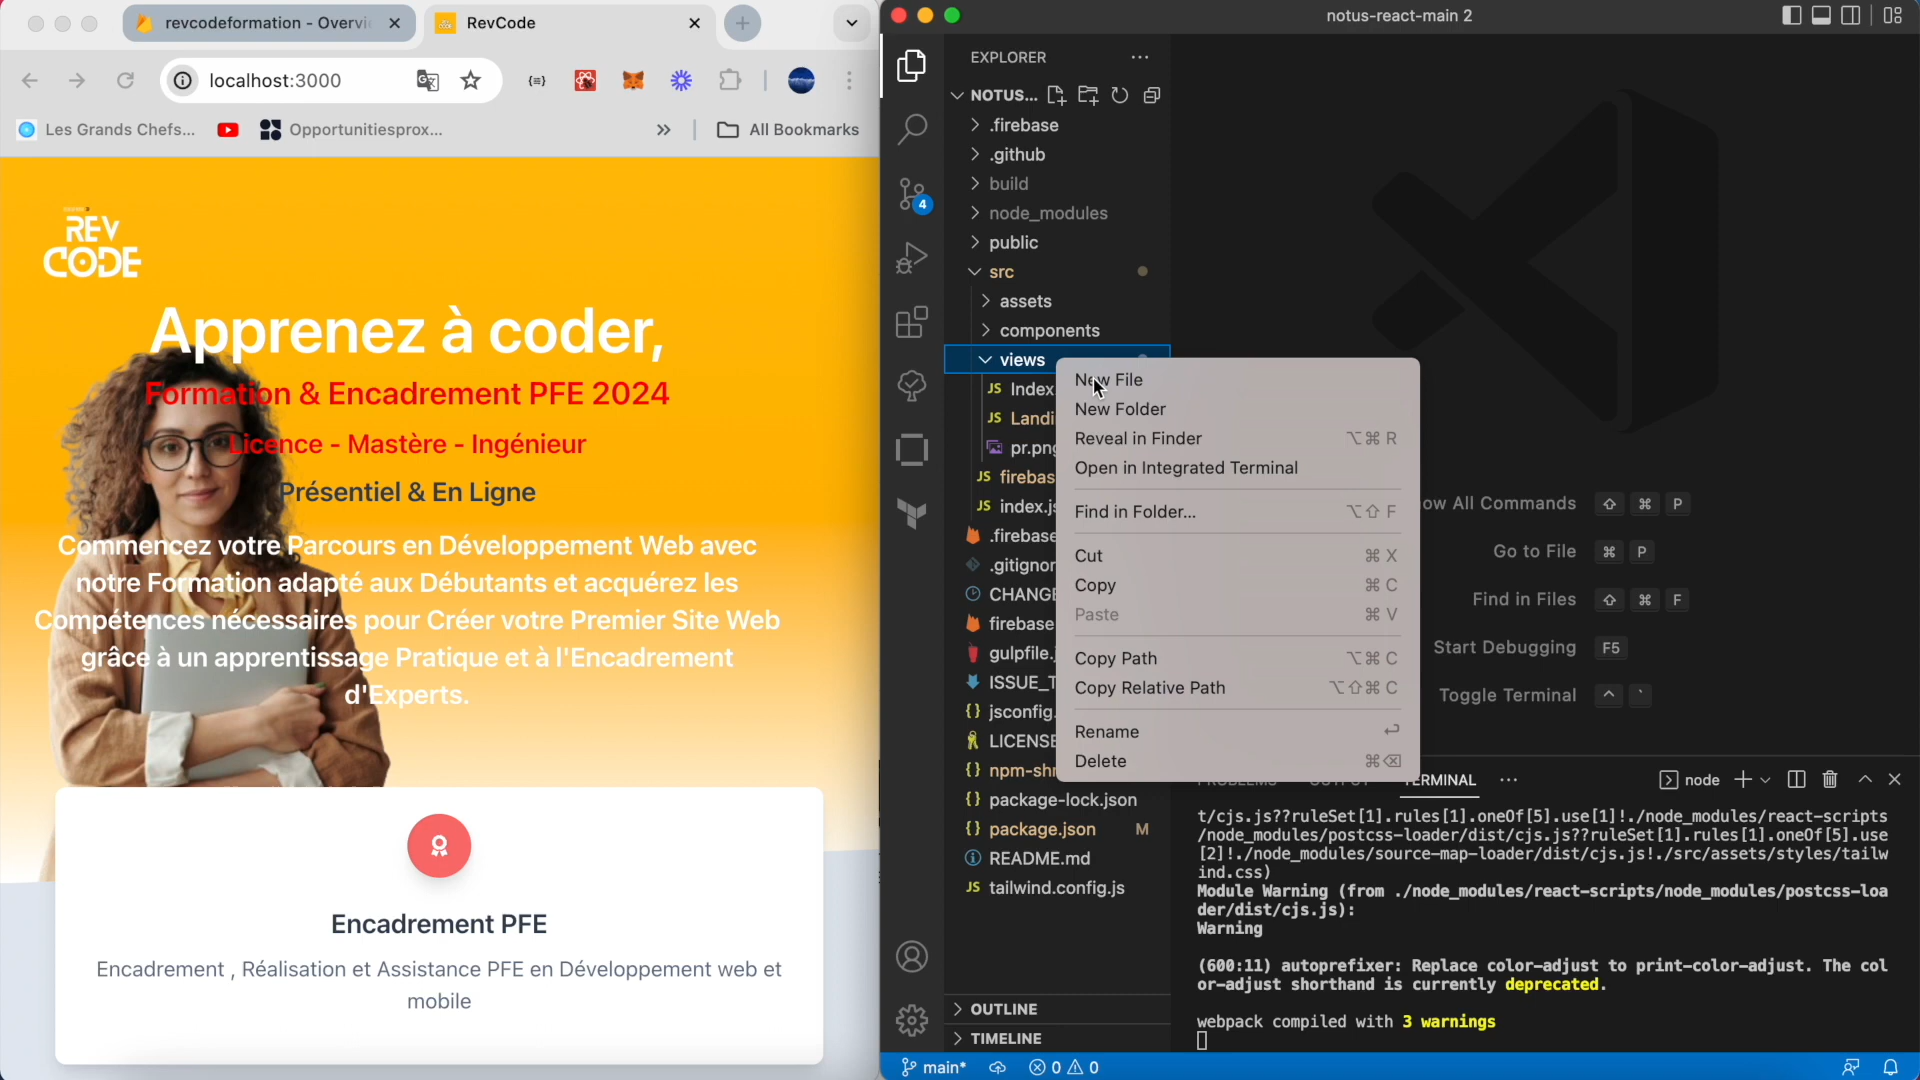 revcodeformation - Overvi
RevCode
localhost:3000
Les Grands Chefs...
Opportunitiesprox...
All Bookmarks
REV
CODE
Apprenez à coder,
Formation & Encadrement PFE 2024
Licence - Mastère - Ingénieur
Présentiel & En Ligne
Commencez votre Parcours en Développement Web avec
notre Formation adapté aux Débutants et acquérez les
Compétences nécessaires pour Créer votre Premier Site Web
grâce à un apprentissage Pratique et à l'Encadrement
d'Experts.
Encadrement PFE
Encadrement , Réalisation et Assistance PFE en Développement web et
mobile
notus-react-main 2
EXPLORER
NOTUS...
.firebase
.github
build
node_modules
public
src
assets
components
views
JS Index
JS Landi
pr.png
JS firebas
JS index.js
.firebase
.gitignor
CHANGE
firebase
gulpfile.j
ISSUE_T
{} jsconfig.
LICENSE
{} npm-shr
{} package-lock.json
{} package.json M
README.md
JS tailwind.config.js
OUTLINE
TIMELINE
4
New File
New Folder
Reveal in Finder ⌥⌘ R
Open in Integrated Terminal
Find in Folder... ⌥⇧ F
Cut ⌘ X
Copy ⌘ C
Paste ⌘ V
Copy Path ⌥⌘ C
Copy Relative Path ⌥⇧⌘ C
Rename ↩
Delete ⌘⌫
ow All Commands ⇧ ⌘ P
Go to File ⌘ P
Find in Files ⇧ ⌘ F
Start Debugging F5
Toggle Terminal ^ `
TERMINAL
node
t/cjs.js??ruleSet[1].rules[1].oneOf[5].use[1]!./node_modules/react-scripts
/node_modules/postcss-loader/dist/cjs.js??ruleSet[1].rules[1].oneOf[5].use
[2]!./node_modules/source-map-loader/dist/cjs.js!./src/assets/styles/tailw
ind.css)
Module Warning (from ./node_modules/react-scripts/node_modules/postcss-loa
der/dist/cjs.js):
Warning
(600:11) autoprefixer: Replace color-adjust to print-color-adjust. The col
or-adjust shorthand is currently deprecated.
webpack compiled with 3 warnings
main* 0 0